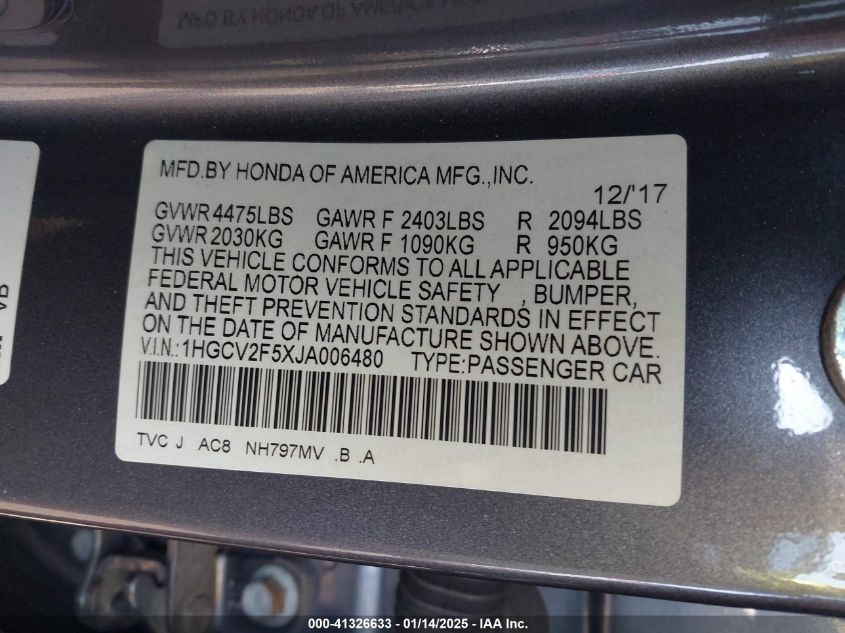 MFD.BY HONDA OF AMERICA MFG.,INC.
12/'17
GVWR 4475LBS GAWR F 2403LBS R 2094LBS
GVWR 2030KG GAWR F 1090KG R 950KG
THIS VEHICLE CONFORMS TO ALL APPLICABLE
FEDERAL MOTOR VEHICLE SAFETY , BUMPER,
AND THEFT PREVENTION STANDARDS IN EFFECT
ON THE DATE OF MANUFACTURE SHOWN ABOVE.
V.I.N.:1HGCV2F5XJA006480 TYPE:PASSENGER CAR
TVC J AC8 NH797MV .B .A
000-41326633 - 01/14/2025 - IAA Inc.